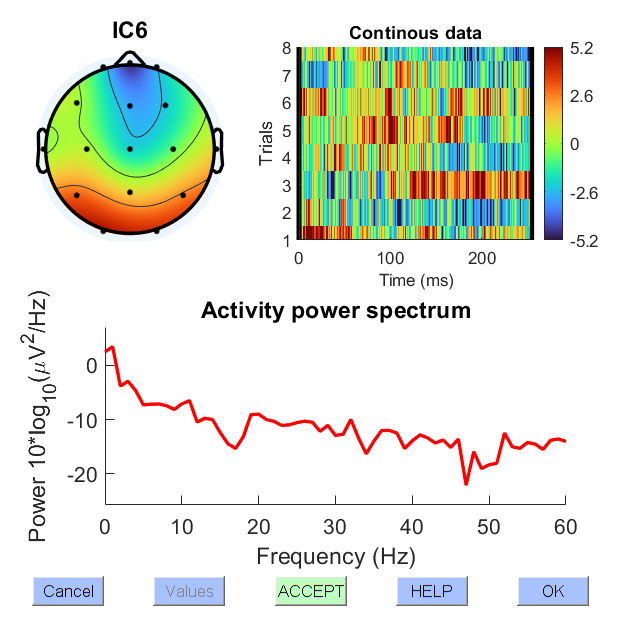 IC6
Continous data
Trials
8
7
6
5
4
3
2
1
0 100 200
Time (ms)
5.2
2.6
0
-2.6
-5.2
Activity power spectrum
Power 10*log10(μV2/Hz)
0
-10
-20
0 10 20 30 40 50 60
Frequency (Hz)
Cancel Values ACCEPT HELP OK